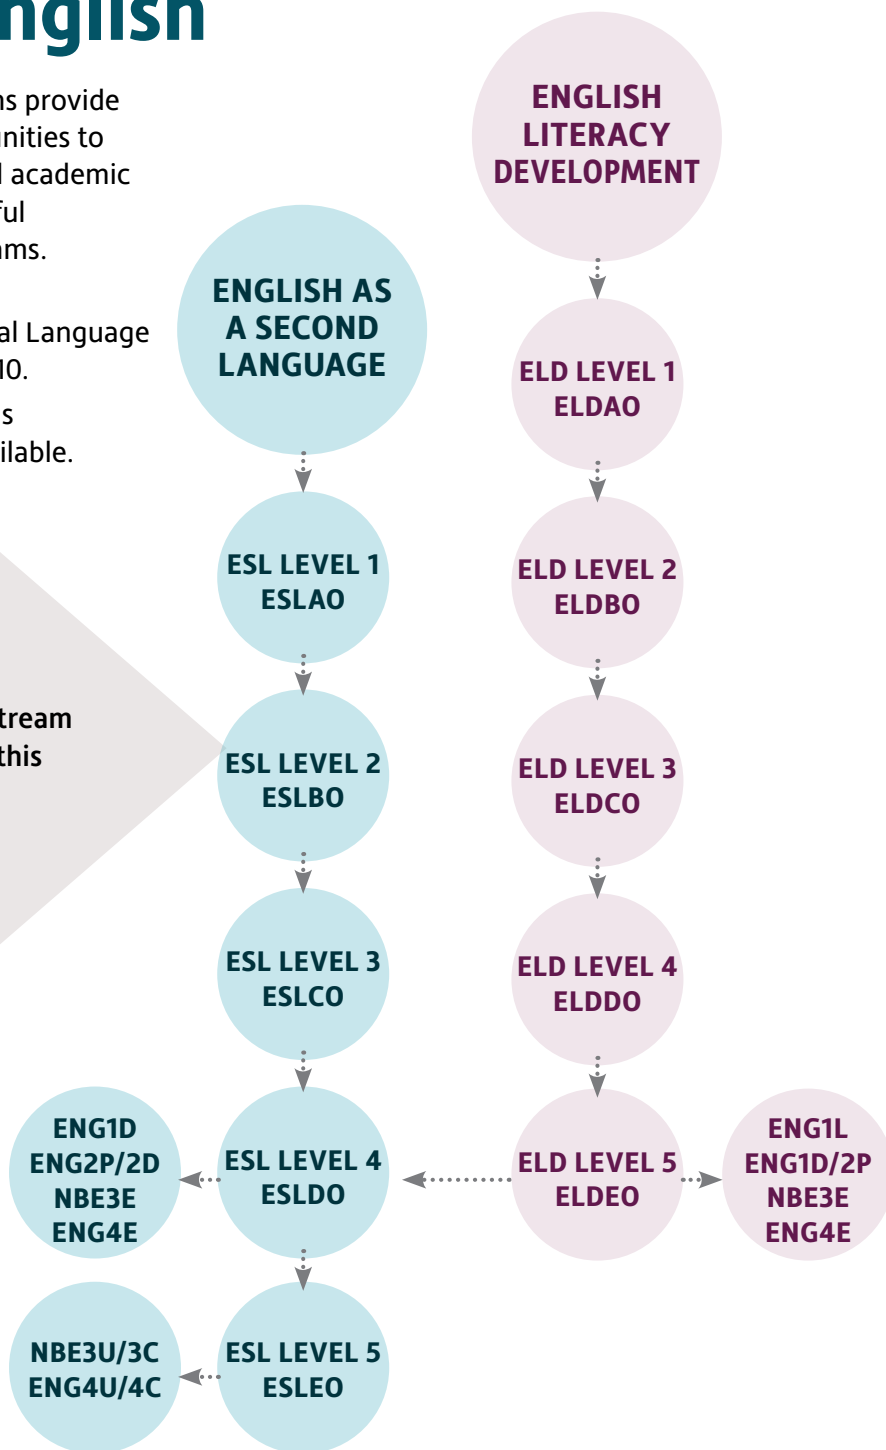 nglish
ns provide
unities to
d academic
ful
ams.
al Language
10.
s
ilable.
tream
this
ENGLISH AS
A SECOND
LANGUAGE
ESL LEVEL 1
ESLAO
ESL LEVEL 2
ESLBO
ESL LEVEL 3
ESLCO
ESL LEVEL 4
ESLDO
ENG1D
ENG2P/2D
NBE3E
ENG4E
ESL LEVEL 5
ESLEO
NBE3U/3C
ENG4U/4C
ENGLISH
LITERACY
DEVELOPMENT
ELD LEVEL 1
ELDAO
ELD LEVEL 2
ELDBO
ELD LEVEL 3
ELDCO
ELD LEVEL 4
ELDDO
ELD LEVEL 5
ELDEO
ENG1L
ENG1D/2P
NBE3E
ENG4E